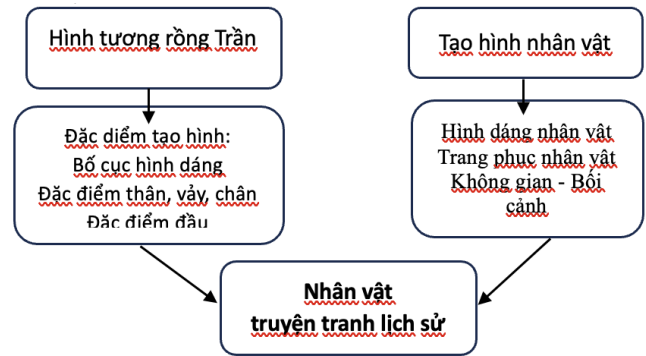 Hình tương rồng Trần
Tạo hình nhân vật
Đặc diểm tạo hình:
Bố cục hình dáng
Đặc điểm thân, vảy, chân
Đặc điểm đầu
Hình dáng nhân vật
Trang phục nhân vật
Không gian - Bối
cảnh
Nhân vật
truyện tranh lịch sử